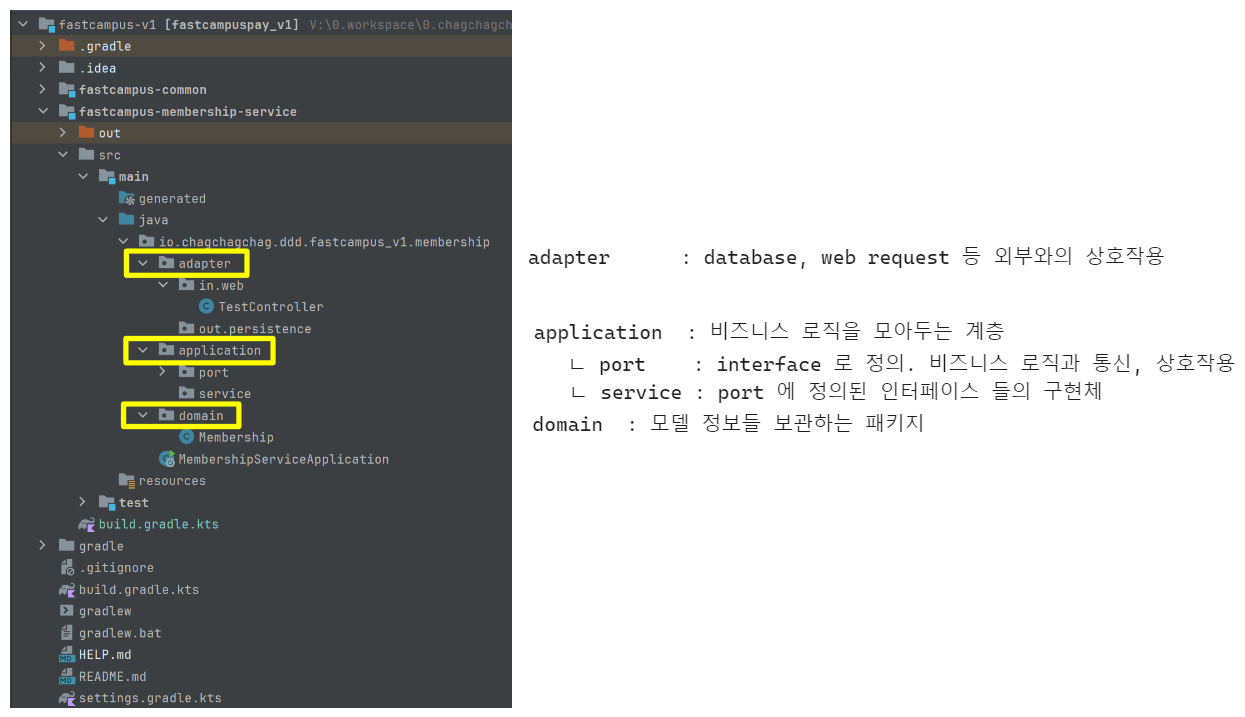 fastcampus-v1 [fastcampuspay_v1] V:\0.workspace\0.chagchagch
.gradle
.idea
fastcampus-common
fastcampus-membership-service
out
src
main
generated
java
io.chagchagchag.ddd.fastcampus_v1.membership
adapter
in.web
TestController
out.persistence
application
port
service
domain
Membership
MembershipServiceApplication
resources
test
build.gradle.kts
gradle
.gitignore
build.gradle.kts
gradlew
gradlew.bat
HELP.md
README.md
settings.gradle.kts
adapter : database, web request 등 외부와의 상호작용
application : 비즈니스 로직을 모아두는 계층
ㄴ port : interface 로 정의. 비즈니스 로직과 통신, 상호작용
ㄴ service : port 에 정의된 인터페이스 들의 구현체
domain : 모델 정보들 보관하는 패키지